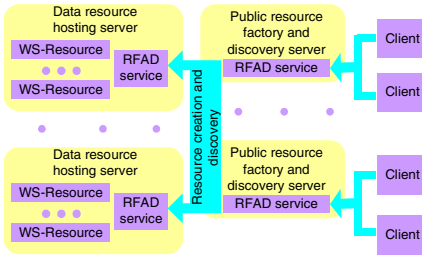 Data resource
hosting server
WS-Resource
WS-Resource
RFAD
service
Public resource
factory and
discovery server
RFAD service
Client
Client
Resource creation and
discovery
Data resource
hosting server
WS-Resource
WS-Resource
RFAD
service
Public resource
factory and
discovery server
RFAD service
Client
Client